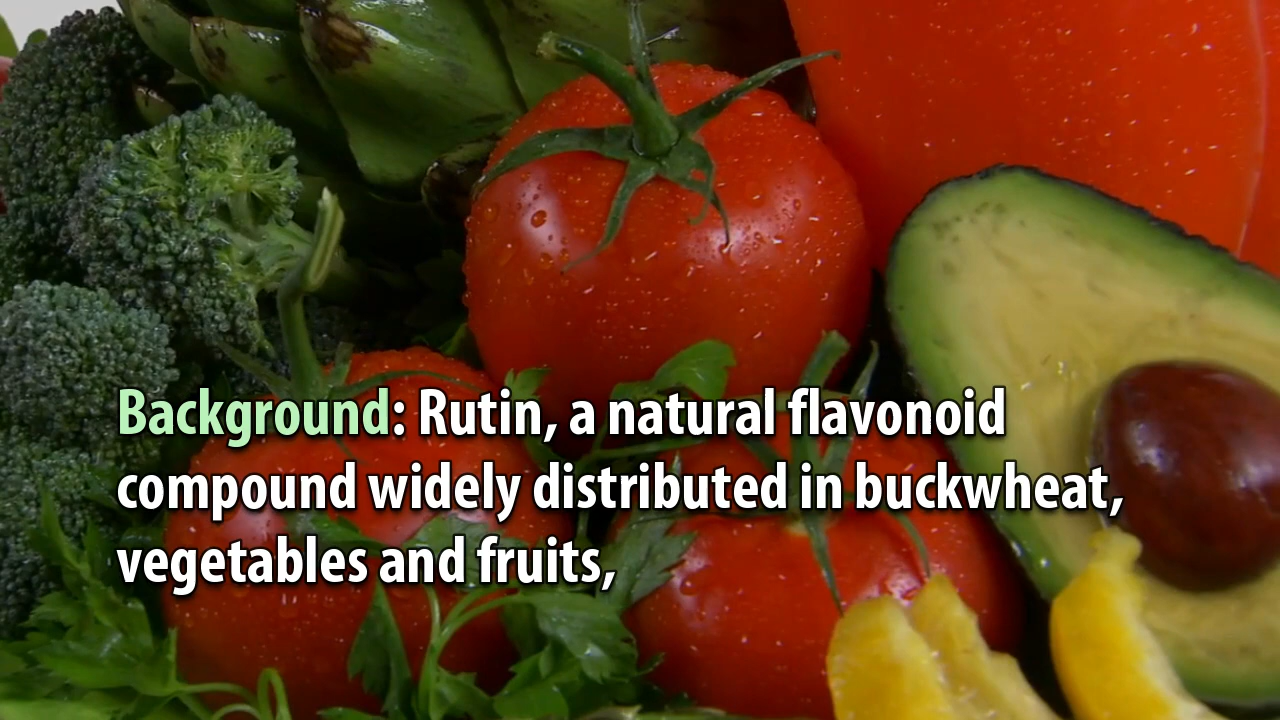 Background: Rutin, a natural flavonoid
compound widely distributed in buckwheat,
vegetables and fruits,